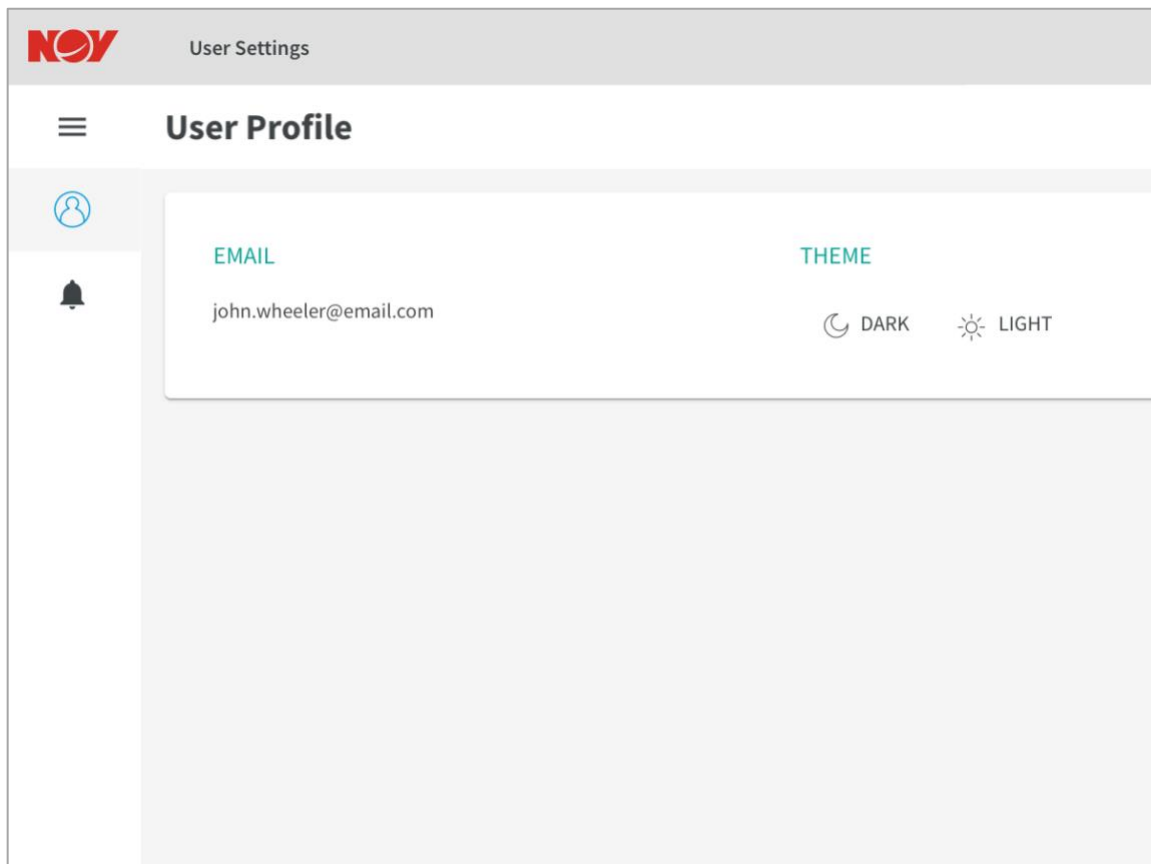 NOV
User Settings
User Profile
EMAIL
THEME
john.wheeler@email.com
DARK
LIGHT